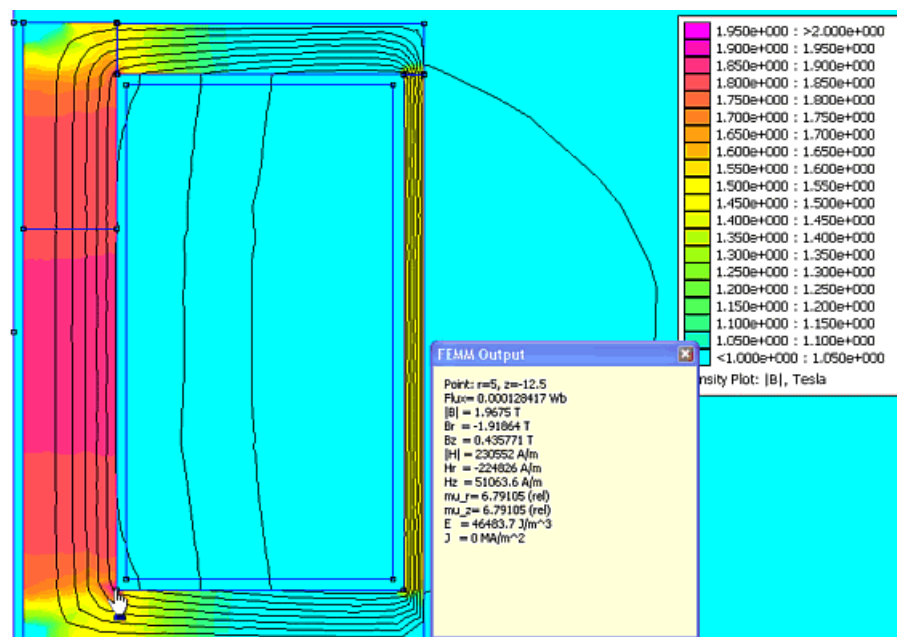 1.950e+000 : >2.000e+000
1.900e+000 : 1.950e+000
1.850e+000 : 1.900e+000
1.800e+000 : 1.850e+000
1.750e+000 : 1.800e+000
1.700e+000 : 1.750e+000
1.650e+000 : 1.700e+000
1.600e+000 : 1.650e+000
1.550e+000 : 1.600e+000
1.500e+000 : 1.550e+000
1.450e+000 : 1.500e+000
1.400e+000 : 1.450e+000
1.350e+000 : 1.400e+000
1.300e+000 : 1.350e+000
1.250e+000 : 1.300e+000
1.200e+000 : 1.250e+000
1.150e+000 : 1.200e+000
1.100e+000 : 1.150e+000
1.050e+000 : 1.100e+000
<1.000e+000 : 1.050e+000
nsity Plot: |B|, Tesla
FEMM Output
Point: r=5, z=-12.5
Flux= 0.000128417 Wb
|B| = 1.9675 T
Br = -1.91864 T
Bz = 0.435771 T
|H| = 230552 A/m
Hr = -224826 A/m
Hz = 51063.6 A/m
mu_r= 6.79105 (rel)
mu_z= 6.79105 (rel)
E = 46483.7 J/m^3
J = 0 MA/m^2